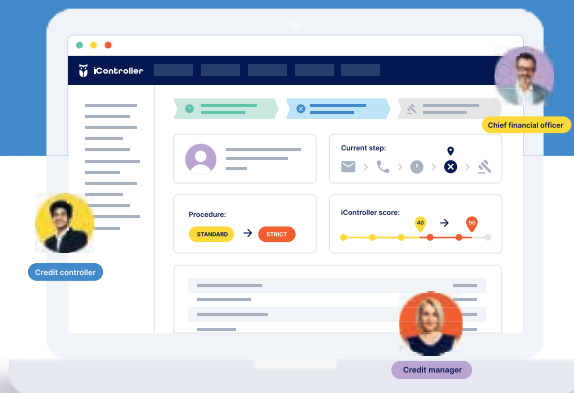 iController
Chief financial officer
Current step:
Procedure:
STANDARD
STRICT
iController score:
40
90
Credit controller
Credit manager